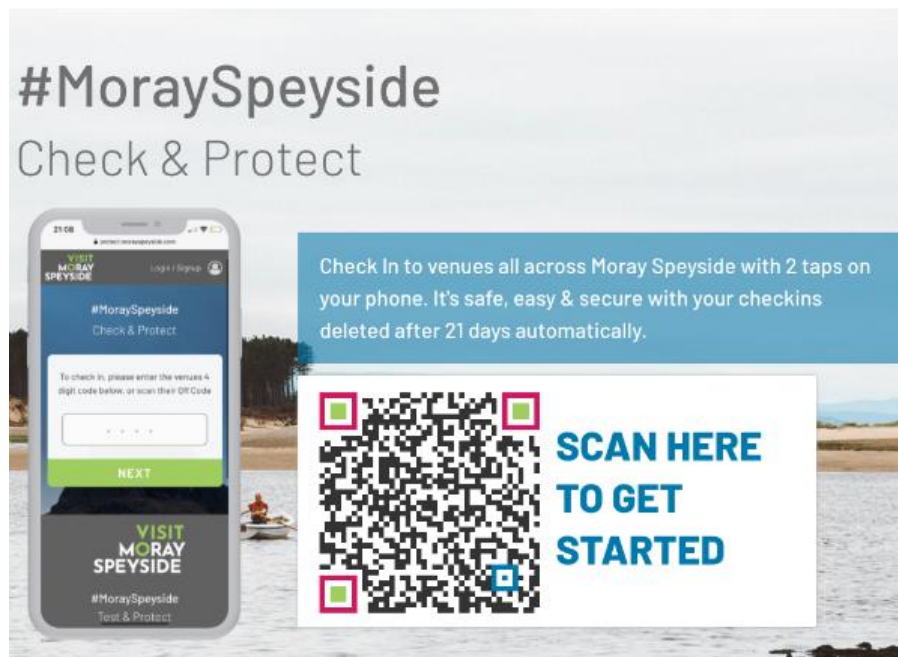 #MoraySpeyside
Check & Protect
21:08
protect.morayspeyside.com
VISIT
MORAY
SPEYSIDE
Login / Signup
#MoraySpeyside
Check & Protect
To check in, please enter the venues 4
digit code below, or scan their QR Code
NEXT
VISIT
MORAY
SPEYSIDE
#MoraySpeyside
Test & Protect
Check In to venues all across Moray Speyside with 2 taps on
your phone. It's safe, easy & secure with your checkins
deleted after 21 days automatically.
SCAN HERE
TO GET
STARTED